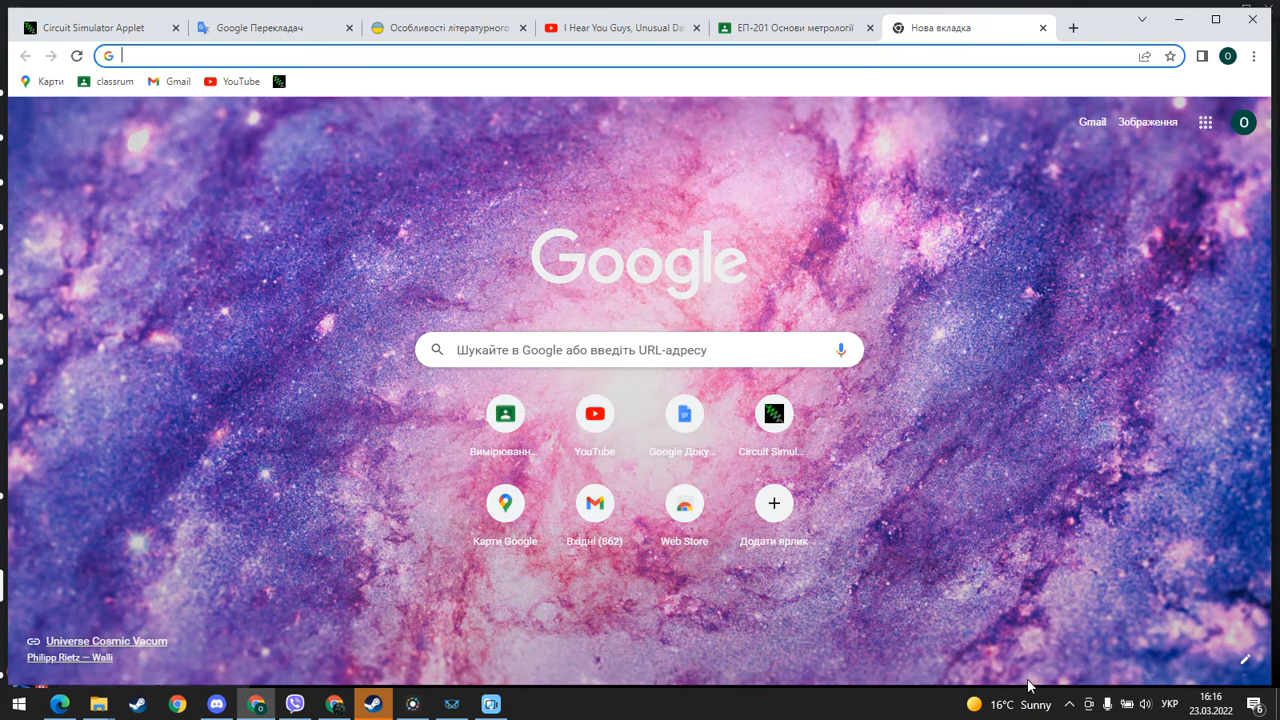 Circuit Simulator Applet
Google Перекладач
Особливості літературного
I Hear You Guys, Unusual Da
ЕП-201 Основи метрології
Нова вкладка
Карти
classrum
Gmail
YouTube
Gmail
Зображення
O
Google
Шукайте в Google або введіть URL-адресу
Вимірюванн...
YouTube
Google Доку...
Circuit Simul...
Карти Google
Вхідні (862)
Web Store
Додати ярлик
Universe Cosmic Vacum
Philipp Rietz — Walli
16°C Sunny
УКР
16:16
23.03.2022
6